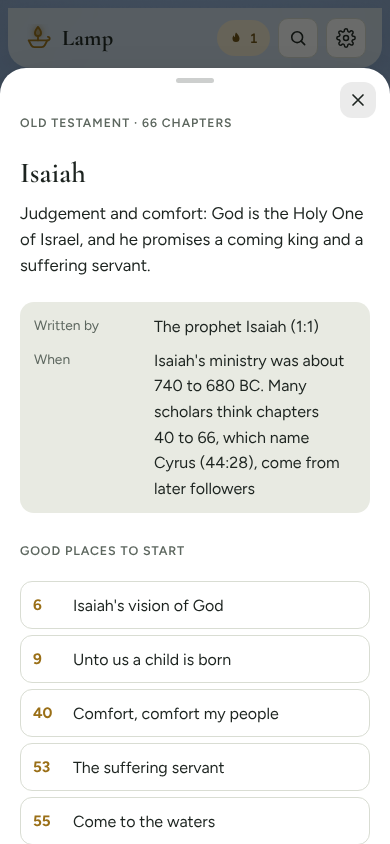 Lamp
1
OLD TESTAMENT · 66 CHAPTERS
Isaiah
Judgement and comfort: God is the Holy One
of Israel, and he promises a coming king and a
suffering servant.
Written by
The prophet Isaiah (1:1)
When
Isaiah's ministry was about
740 to 680 BC. Many
scholars think chapters
40 to 66, which name
Cyrus (44:28), come from
later followers
GOOD PLACES TO START
6 Isaiah's vision of God
9 Unto us a child is born
40 Comfort, comfort my people
53 The suffering servant
55 Come to the waters